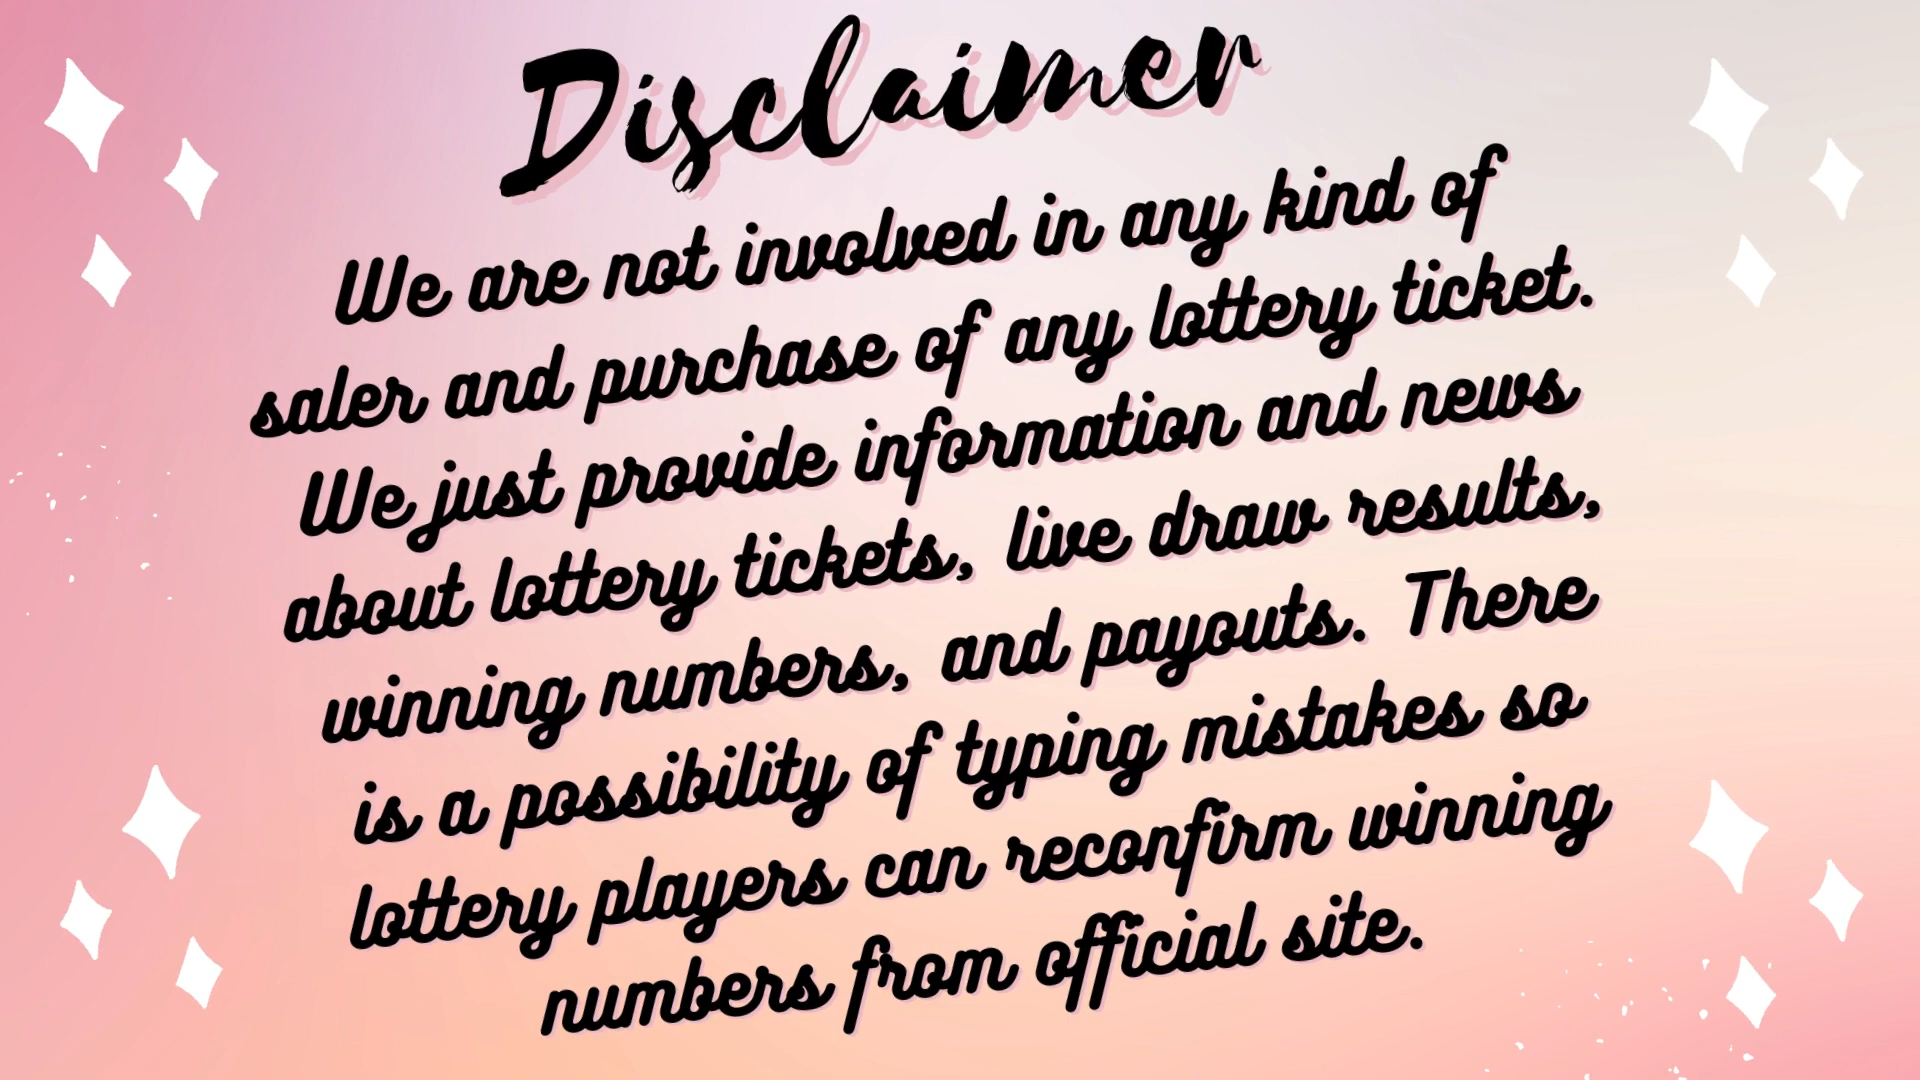 Disclaimer
We are not involved in any kind of
saler and purchase of any lottery ticket.
We just provide information and news
about lottery tickets, live draw results,
winning numbers, and payouts. There
is a possibility of typing mistakes so
lottery players can reconfirm winning
numbers from official site.